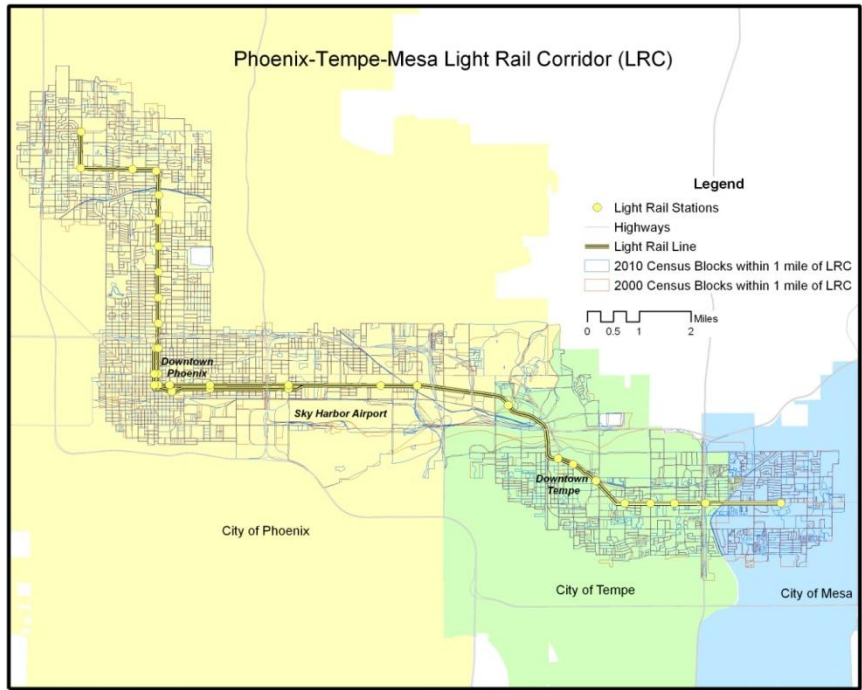 Phoenix-Tempe-Mesa Light Rail Corridor (LRC)
Legend
Light Rail Stations
Highways
Light Rail Line
2010 Census Blocks within 1 mile of LRC
2000 Census Blocks within 1 mile of LRC
0 0.5 1 2
Miles
Downtown
Phoenix
Sky Harbor Airport
Downtown
Tempe
City of Phoenix
City of Tempe
City of Mesa